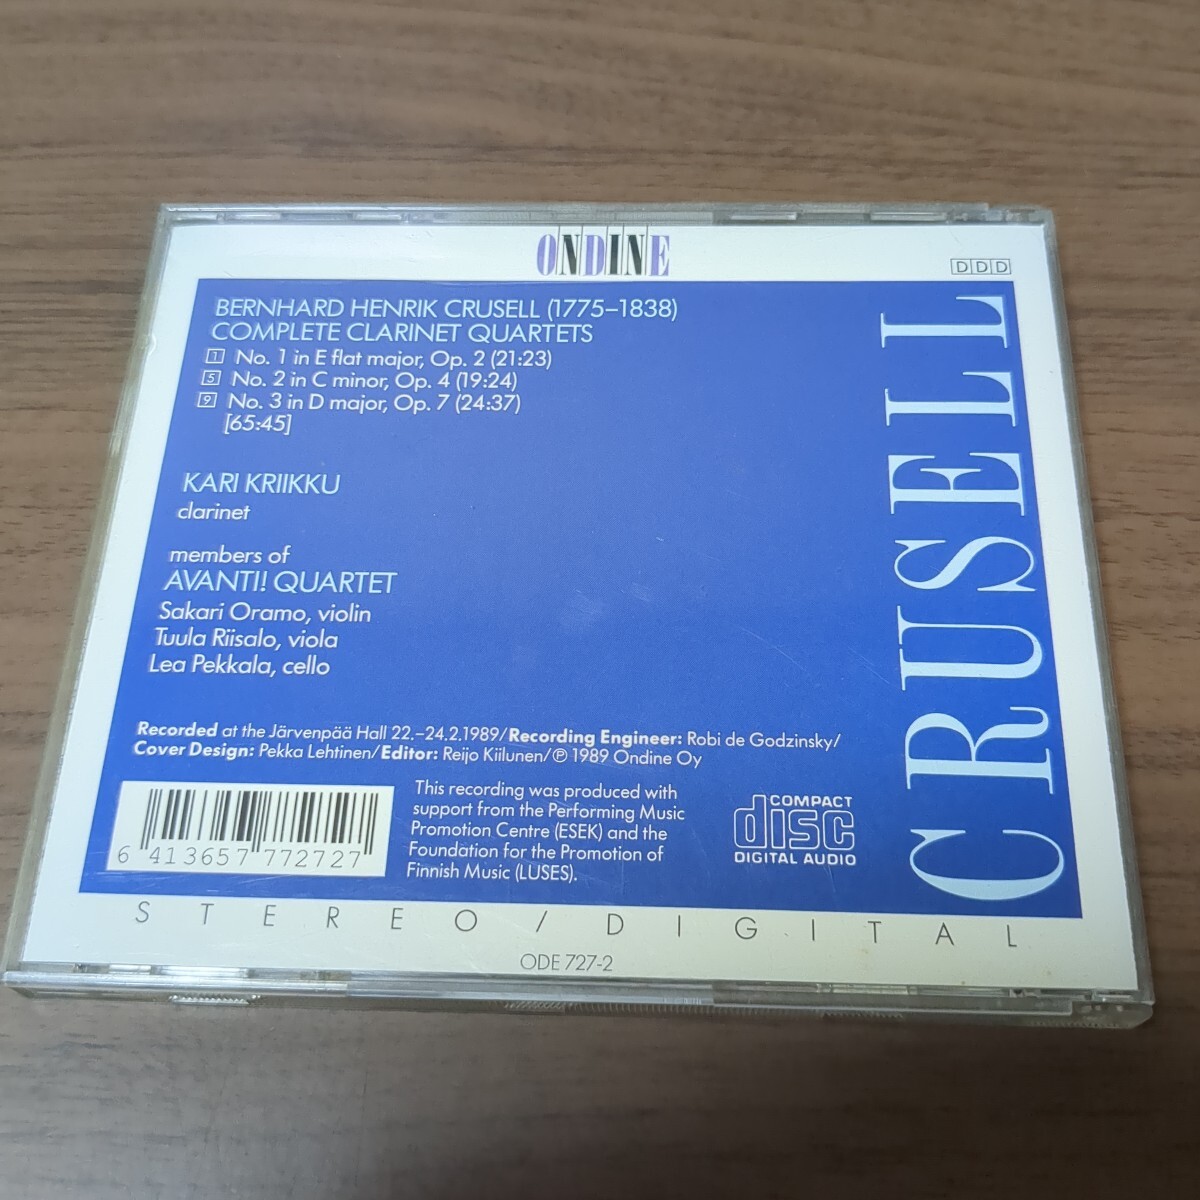 ONDINE
DDD
BERNHARD HENRIK CRUSELL (1775–1838)
COMPLETE CLARINET QUARTETS
1 No. 1 in E flat major, Op. 2 (21:23)
5 No. 2 in C minor, Op. 4 (19:24)
9 No. 3 in D major, Op. 7 (24:37)
[65:45]
KARI KRIIKKU
clarinet
members of
AVANTI! QUARTET
Sakari Oramo, violin
Tuula Riisalo, viola
Lea Pekkala, cello
CRUSELL
Recorded at the Järvenpää Hall 22.–24.2.1989/Recording Engineer: Robi de Godzinsky/
Cover Design: Pekka Lehtinen/Editor: Reijo Kiilunen/℗ 1989 Ondine Oy
6 413657 772727
This recording was produced with
support from the Performing Music
Promotion Centre (ESEK) and the
Foundation for the Promotion of
Finnish Music (LUSES).
COMPACT
disc
DIGITAL AUDIO
STEREO/DIGITAL
ODE 727-2